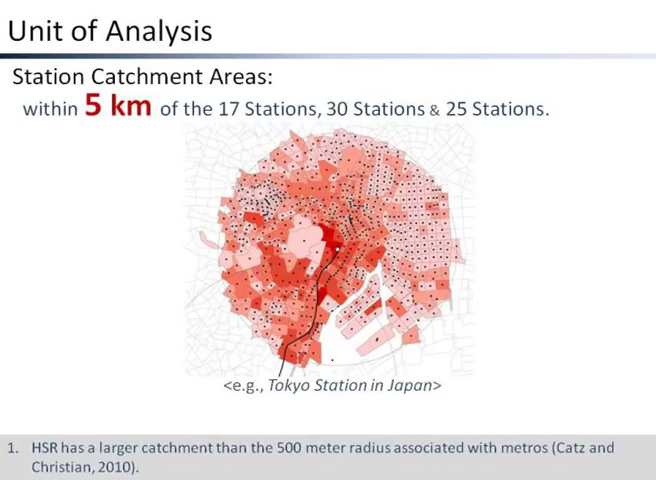 Unit of Analysis
Station Catchment Areas:
within 5 km of the 17 Stations, 30 Stations & 25 Stations.
<e.g., Tokyo Station in Japan>
1. HSR has a larger catchment than the 500 meter radius associated with metros (Catz and
Christian, 2010).